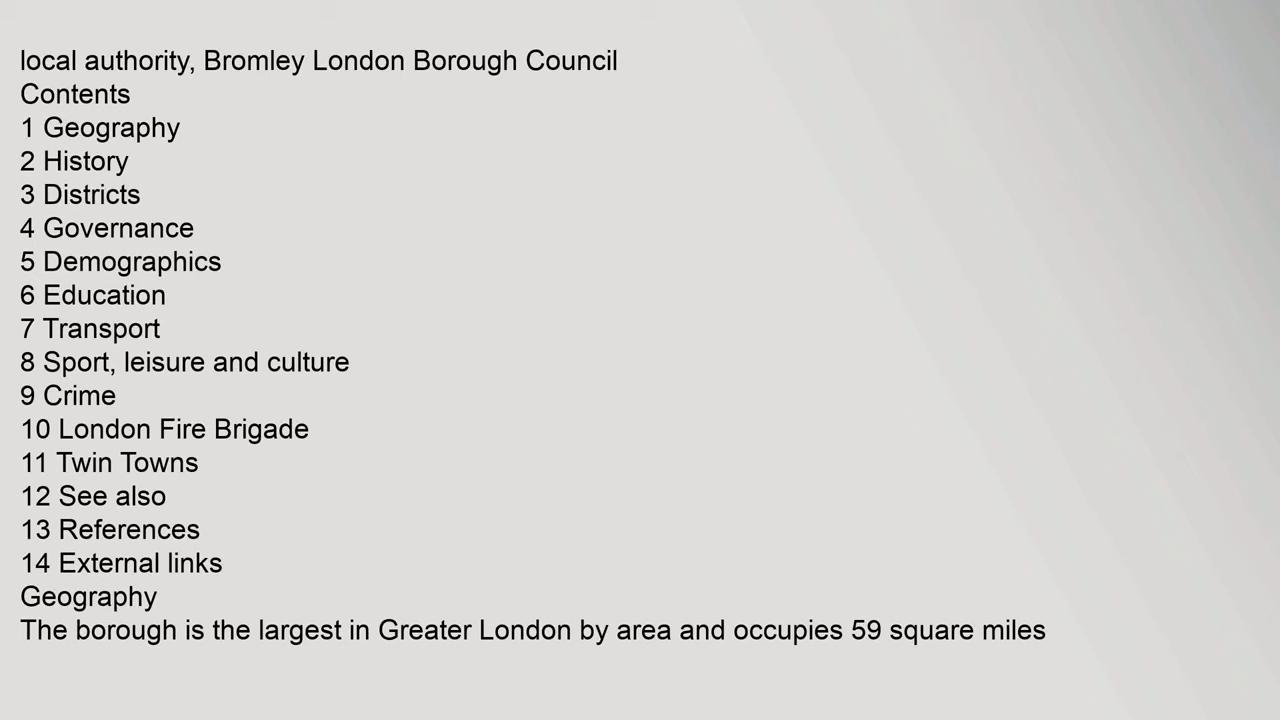 local authority, Bromley London Borough Council
Contents
1 Geography
2 History
3 Districts
4 Governance
5 Demographics
6 Education
7 Transport
8 Sport, leisure and culture
9 Crime
10 London Fire Brigade
11 Twin Towns
12 See also
13 References
14 External links
Geography
The borough is the largest in Greater London by area and occupies 59 square miles